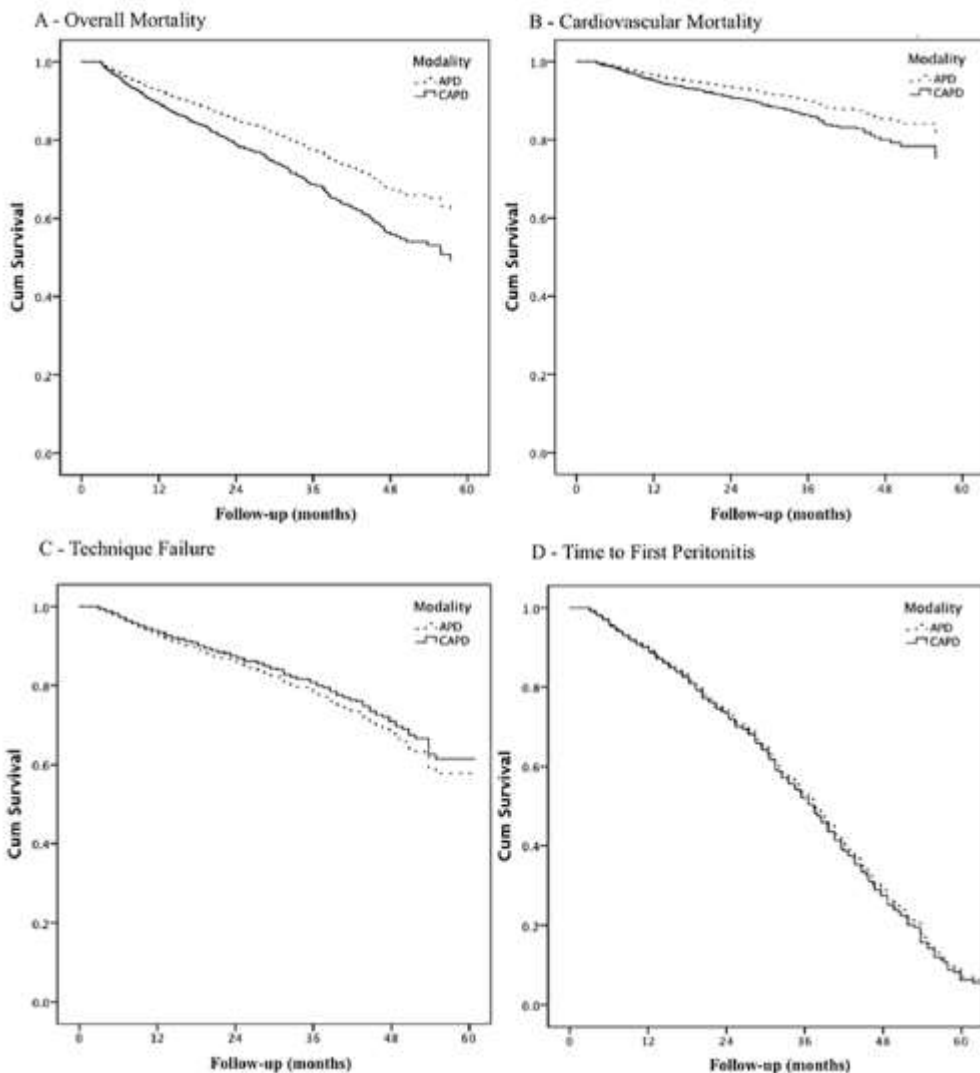 A - Overall Mortality
Modality
APD
CAPD
Cum Survival
1.0
0.8
0.6
0.4
0.2
0.0
0 12 24 36 48 60
Follow-up (months)
B - Cardiovascular Mortality
Modality
APD
CAPD
Cum Survival
1.0
0.8
0.6
0.4
0.2
0.0
0 12 24 36 48 60
Follow-up (months)
C - Technique Failure
Modality
APD
CAPD
Cum Survival
1.0
0.8
0.6
0.4
0.2
0.0
0 12 24 36 48 60
Follow-up (months)
D - Time to First Peritonitis
Modality
APD
CAPD
Cum Survival
1.0
0.8
0.6
0.4
0.2
0.0
0 12 24 36 48 60
Follow-up (months)